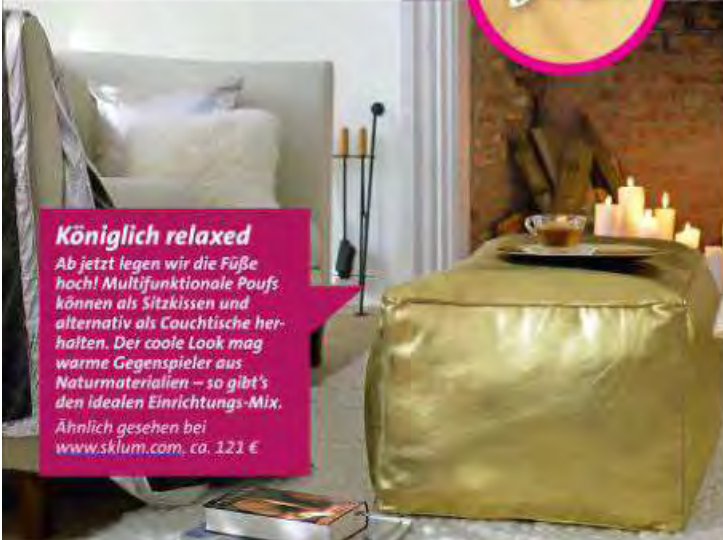 Königlich relaxed
Ab jetzt legen wir die Füße
hoch! Multifunktionale Poufs
können als Sitzkissen und
alternativ als Couchtische her-
halten. Der coole Look mag
warme Gegenspieler aus
Naturmaterialien – so gibt's
den idealen Einrichtungs-Mix.
Ähnlich gesehen bei
www.sklum.com, ca. 121 €